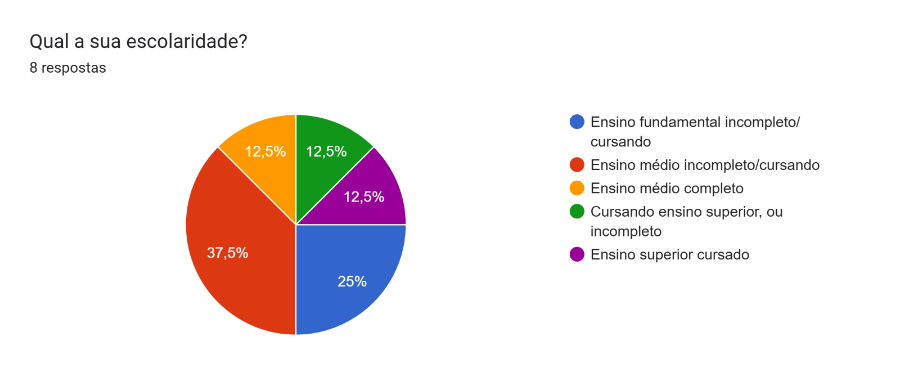 Qual a sua escolaridade?
8 respostas
12,5%
12,5%
12,5%
37,5%
25%
Ensino fundamental incompleto/
cursando
Ensino médio incompleto/cursando
Ensino médio completo
Cursando ensino superior, ou
incompleto
Ensino superior cursado